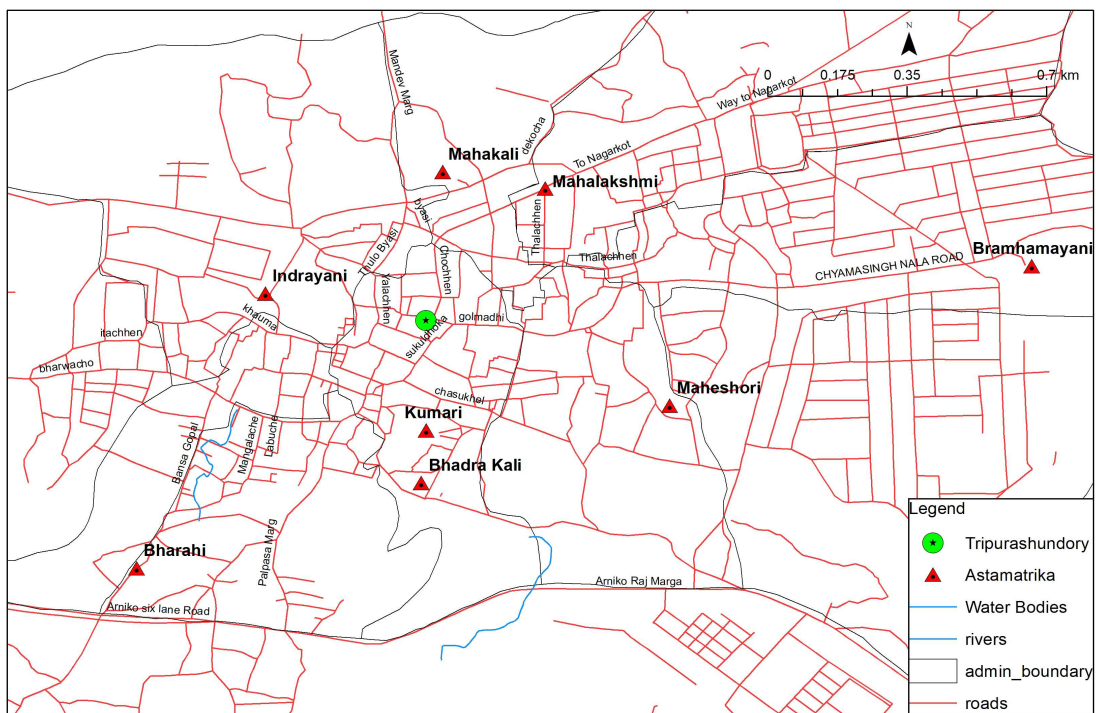 N
0 0.175 0.35 0.7 km
Mandev Marg
Way to Nagarkot
dekocha
To Nagarkot
Mahakali
Mahalakshmi
byasi
Thalachhen
Thulo Byasi
Chochhen
Thalachhen
Bramhamayani
CHYAMASINGH NALA ROAD
Indrayani
Yalachhen
khauma
golmadhi
sukuldhoka
itachhen
bharwacho
chasukhel
Maheshori
Kumari
Bansa Gopal
Mangalache
Labuche
Bhadra Kali
Bharahi
Palpasa Marg
Arniko Raj Marga
Arniko six lane Road
Legend
Tripurashundory
Astamatrika
Water Bodies
rivers
admin_boundary
roads